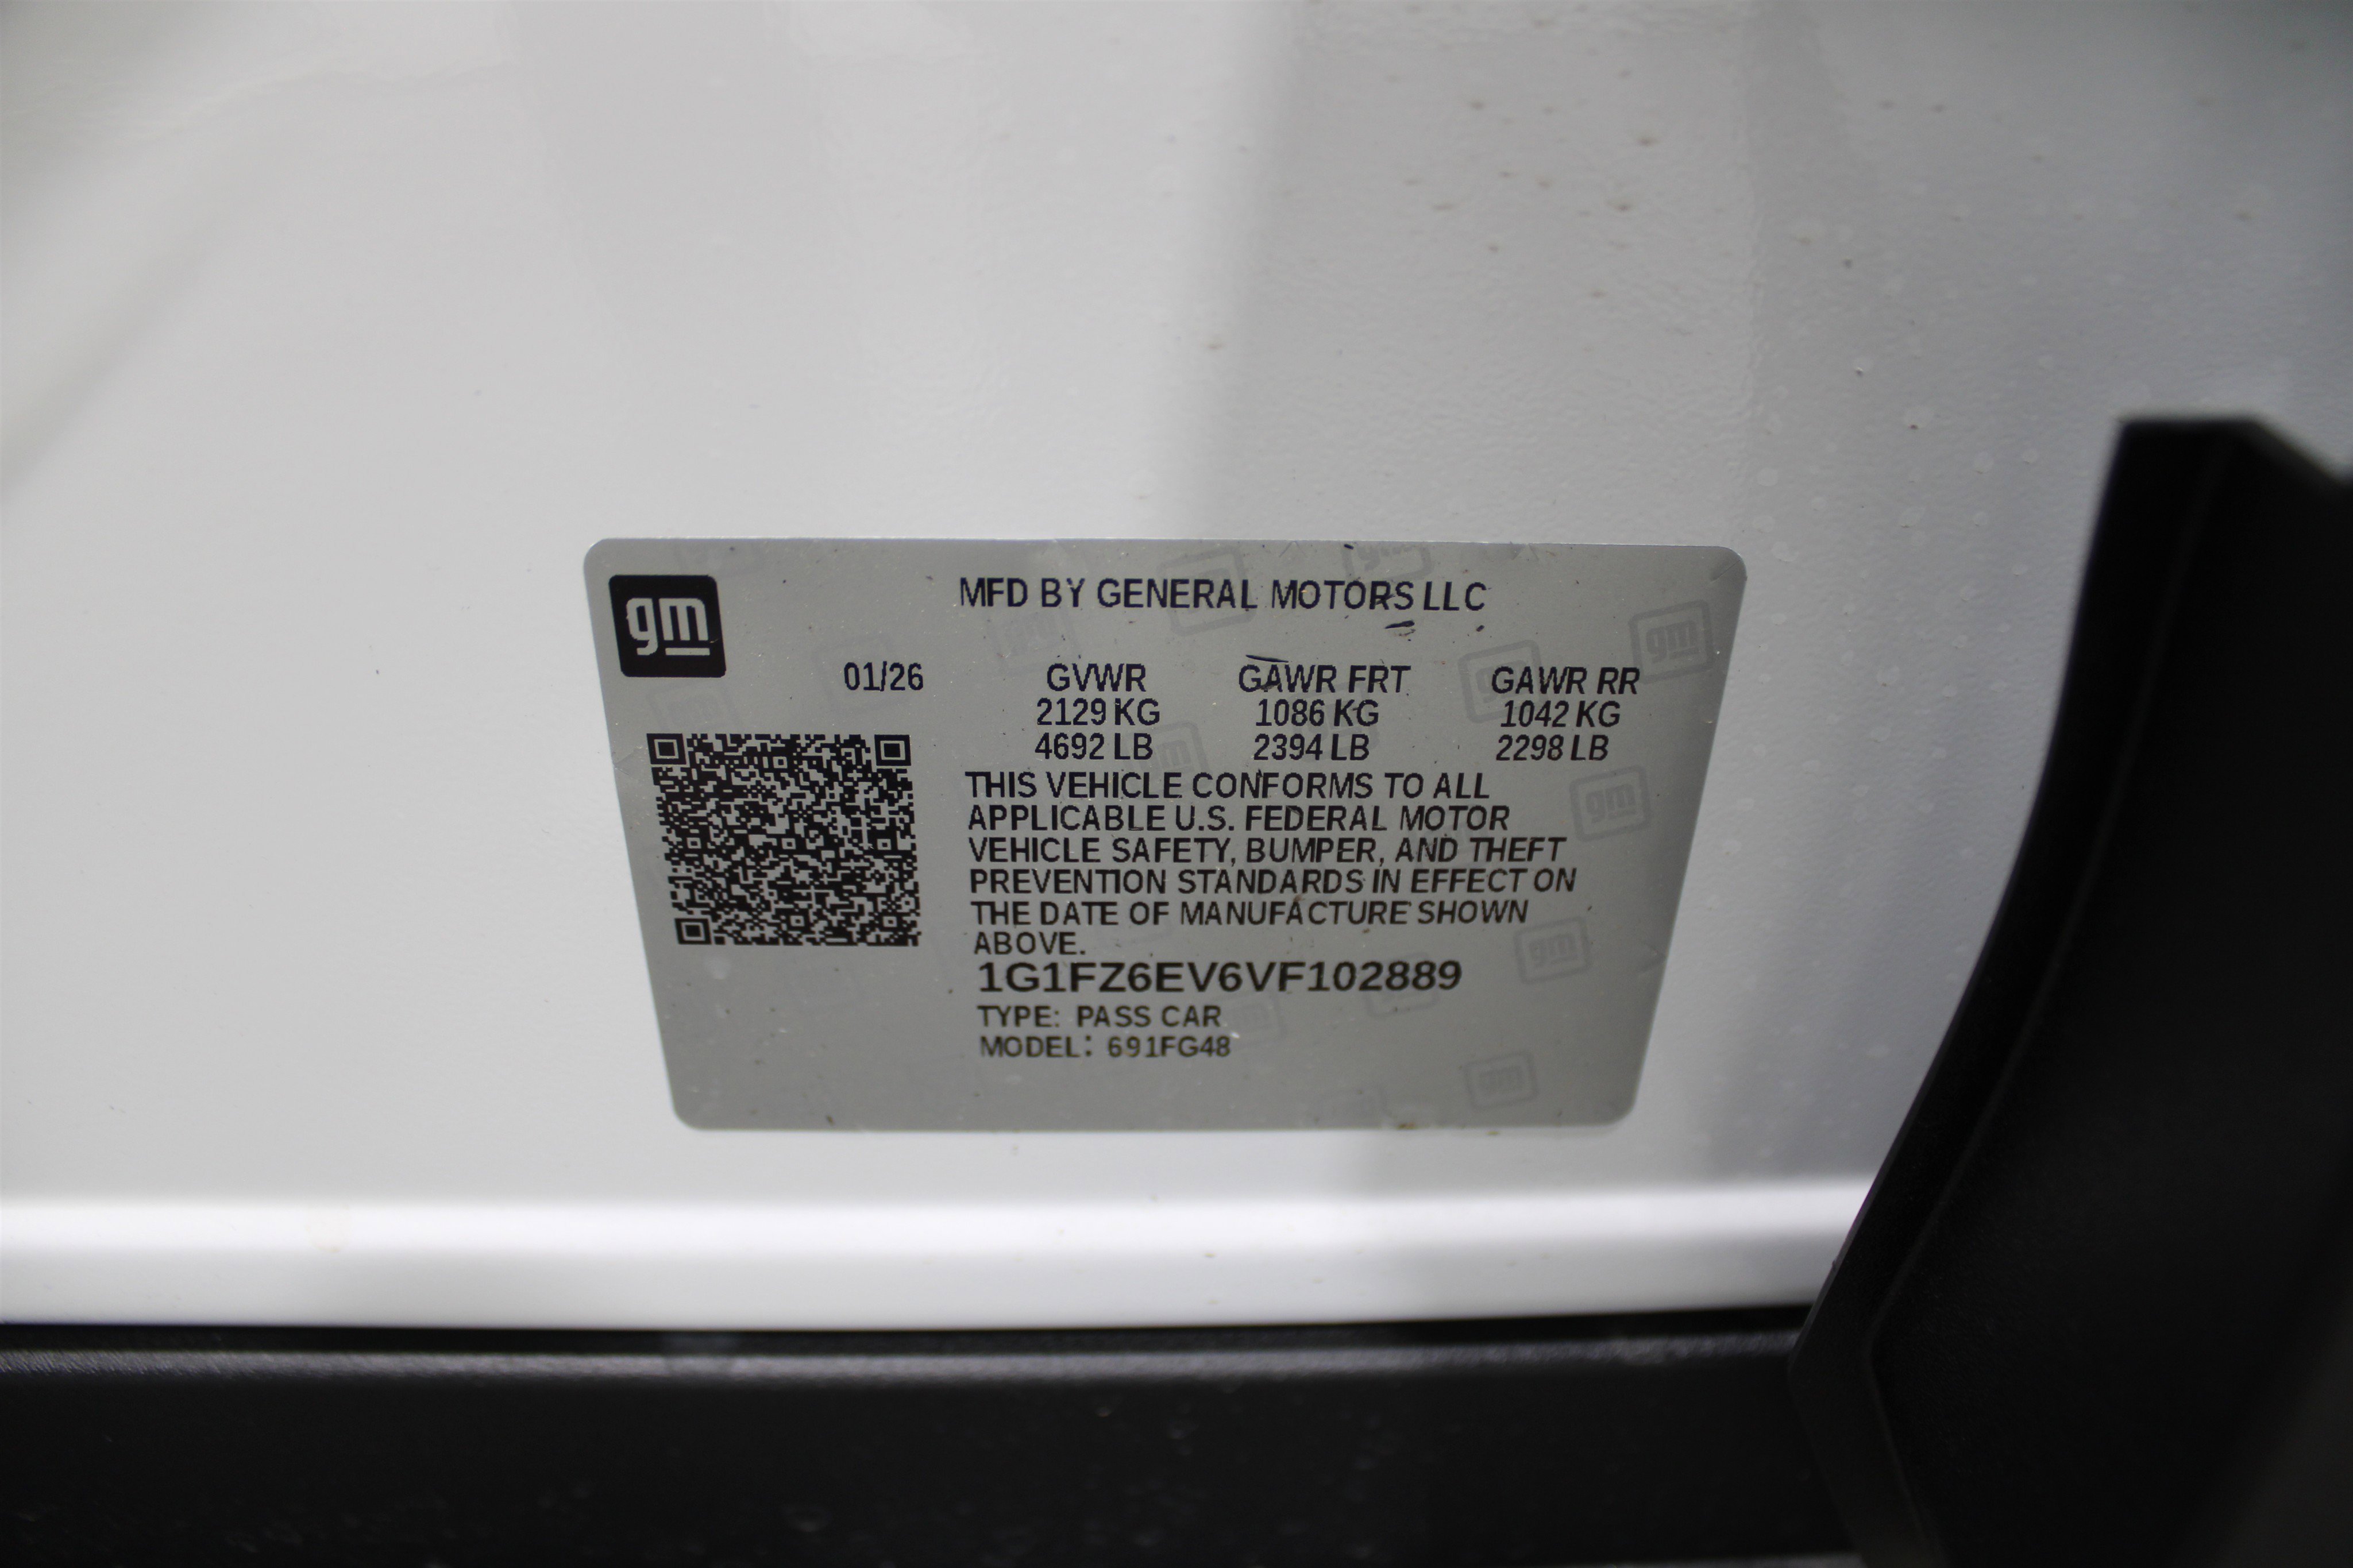 gm
MFD BY GENERAL MOTORS LLC
01/26 GVWR GAWR FRT GAWR RR
2129 KG 1086 KG 1042 KG
4692 LB 2394 LB 2298 LB
THIS VEHICLE CONFORMS TO ALL
APPLICABLE U.S. FEDERAL MOTOR
VEHICLE SAFETY, BUMPER, AND THEFT
PREVENTION STANDARDS IN EFFECT ON
THE DATE OF MANUFACTURE SHOWN
ABOVE.
1G1FZ6EV6VF102889
TYPE: PASS CAR
MODEL: 691FG48